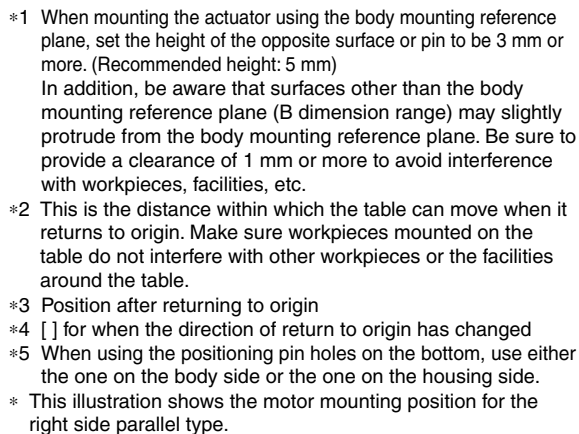 *1 When mounting the actuator using the body mounting reference
plane, set the height of the opposite surface or pin to be 3 mm or
more. (Recommended height: 5 mm)
In addition, be aware that surfaces other than the body
mounting reference plane (B dimension range) may slightly
protrude from the body mounting reference plane. Be sure to
provide a clearance of 1 mm or more to avoid interference
with workpieces, facilities, etc.
*2 This is the distance within which the table can move when it
returns to origin. Make sure workpieces mounted on the
table do not interfere with other workpieces or the facilities
around the table.
*3 Position after returning to origin
*4 [ ] for when the direction of return to origin has changed
*5 When using the positioning pin holes on the bottom, use either
the one on the body side or the one on the housing side.
* This illustration shows the motor mounting position for the
right side parallel type.